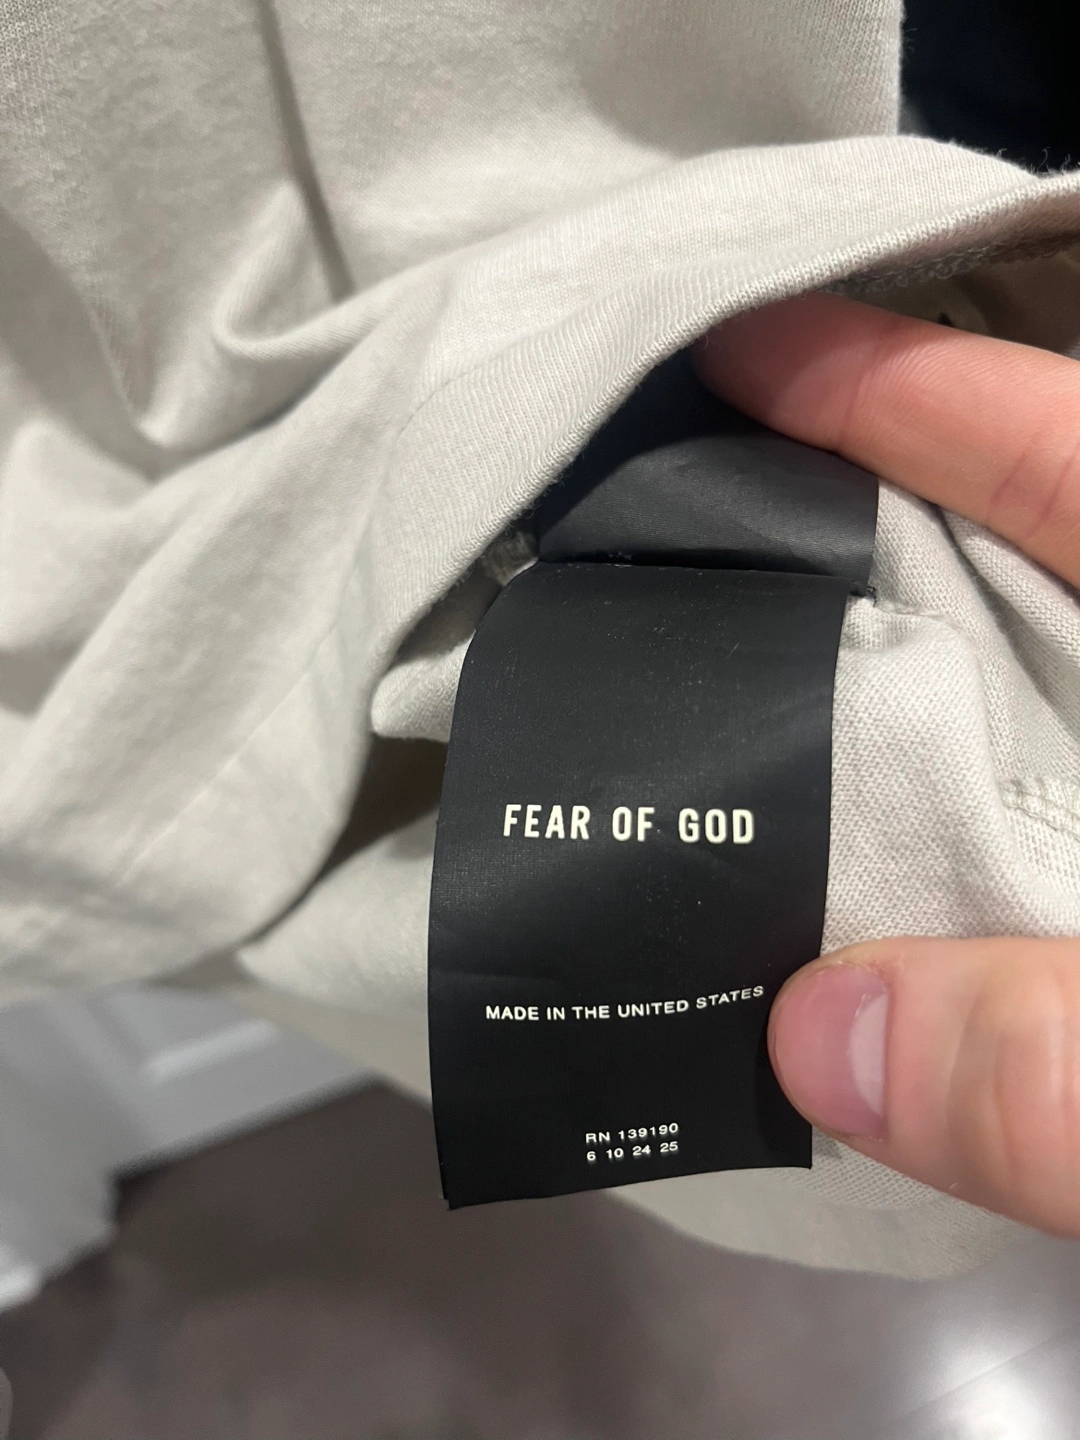 FEAR OF GOD
MADE IN THE UNITED STATES
RN 139190
6 10 24 25